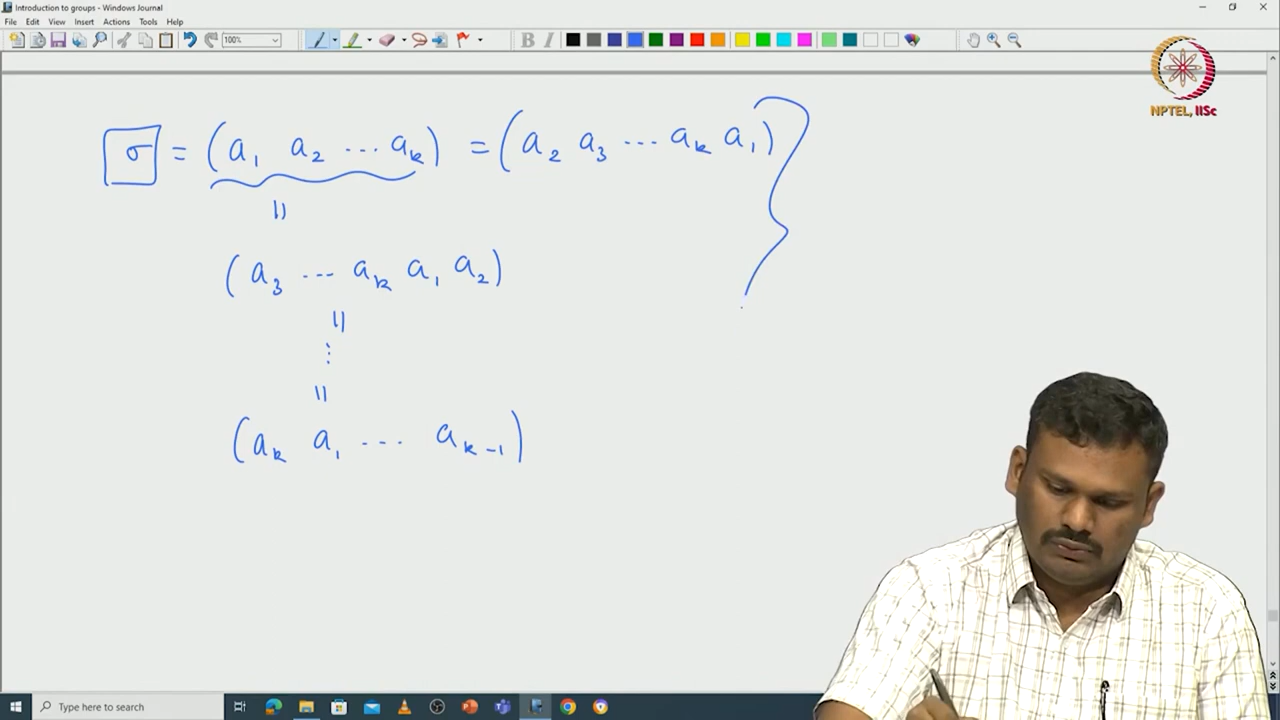 Introduction to groups - Windows Journal
File Edit View Insert Actions Tools Help
100%
B I
NPTEL, IISc
σ = (a₁ a₂ ⋯ aₖ) = (a₂ a₃ ⋯ aₖ a₁)
||
(a₃ ⋯ aₖ a₁ a₂)
||
⋮
||
(aₖ a₁ ⋯ aₖ₋₁)
Type here to search